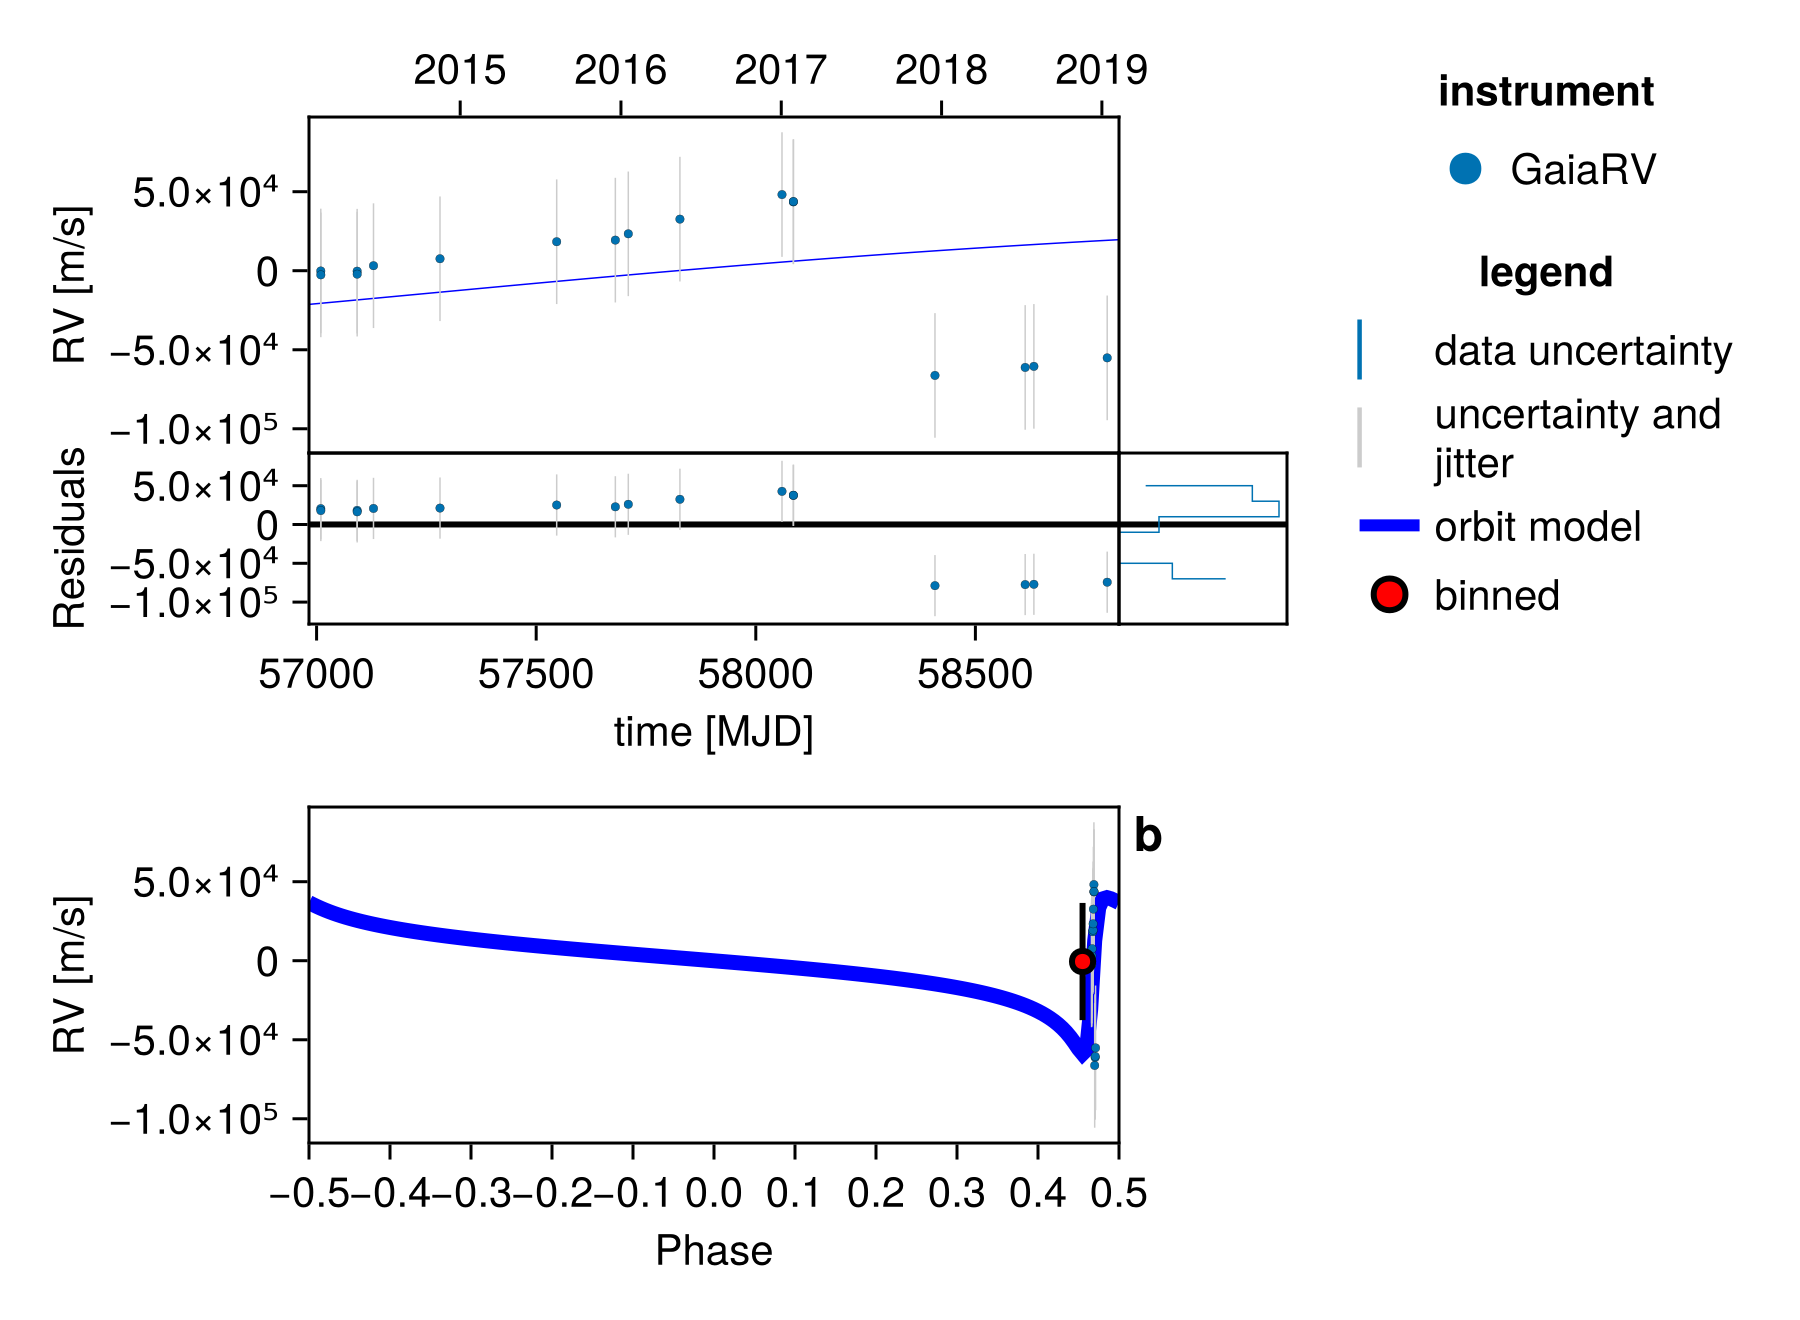 2015 2016 2017 2018 2019
5.0×10⁴
0
−5.0×10⁴
−1.0×10⁵
RV [m/s]
5.0×10⁴
0
−5.0×10⁴
−1.0×10⁵
Residuals
57000 57500 58000 58500
time [MJD]
instrument
GaiaRV
legend
data uncertainty
uncertainty and
jitter
orbit model
binned
b
5.0×10⁴
0
−5.0×10⁴
−1.0×10⁵
RV [m/s]
−0.5 −0.4 −0.3 −0.2 −0.1 0.0 0.1 0.2 0.3 0.4 0.5
Phase